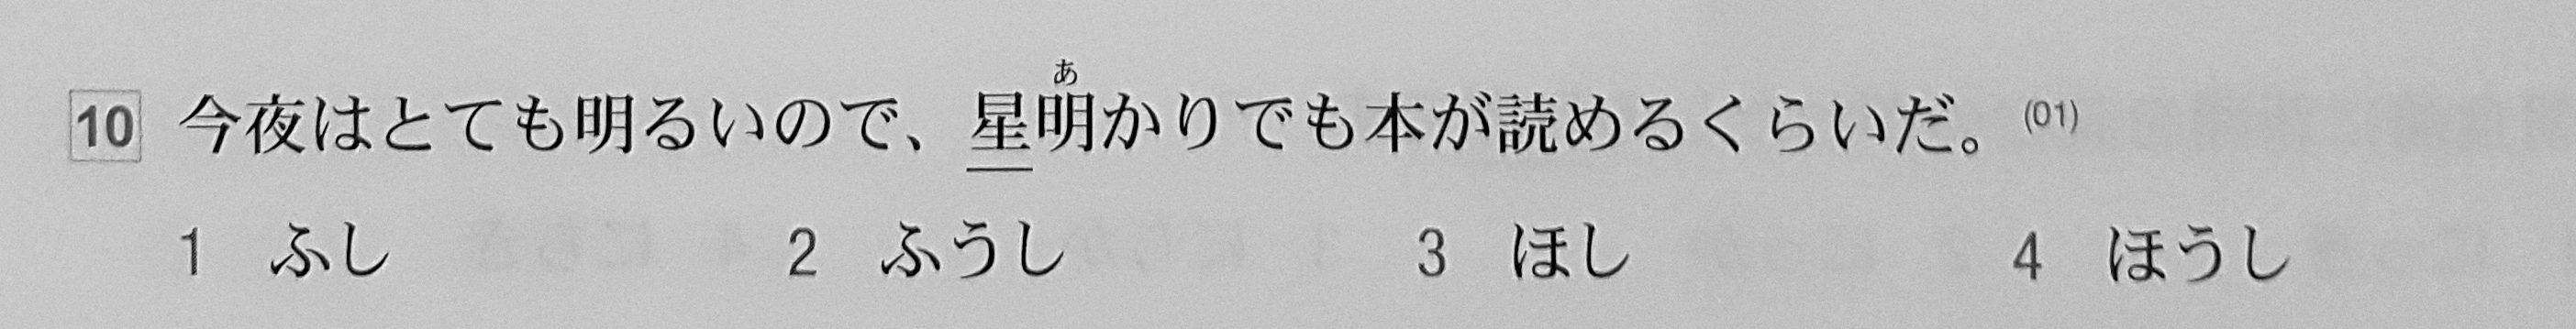 10 今夜はとても明るいので、星明かりでも本が読めるくらいだ。(01)
1 ふし 2 ふうし 3 ほし 4 ほうし